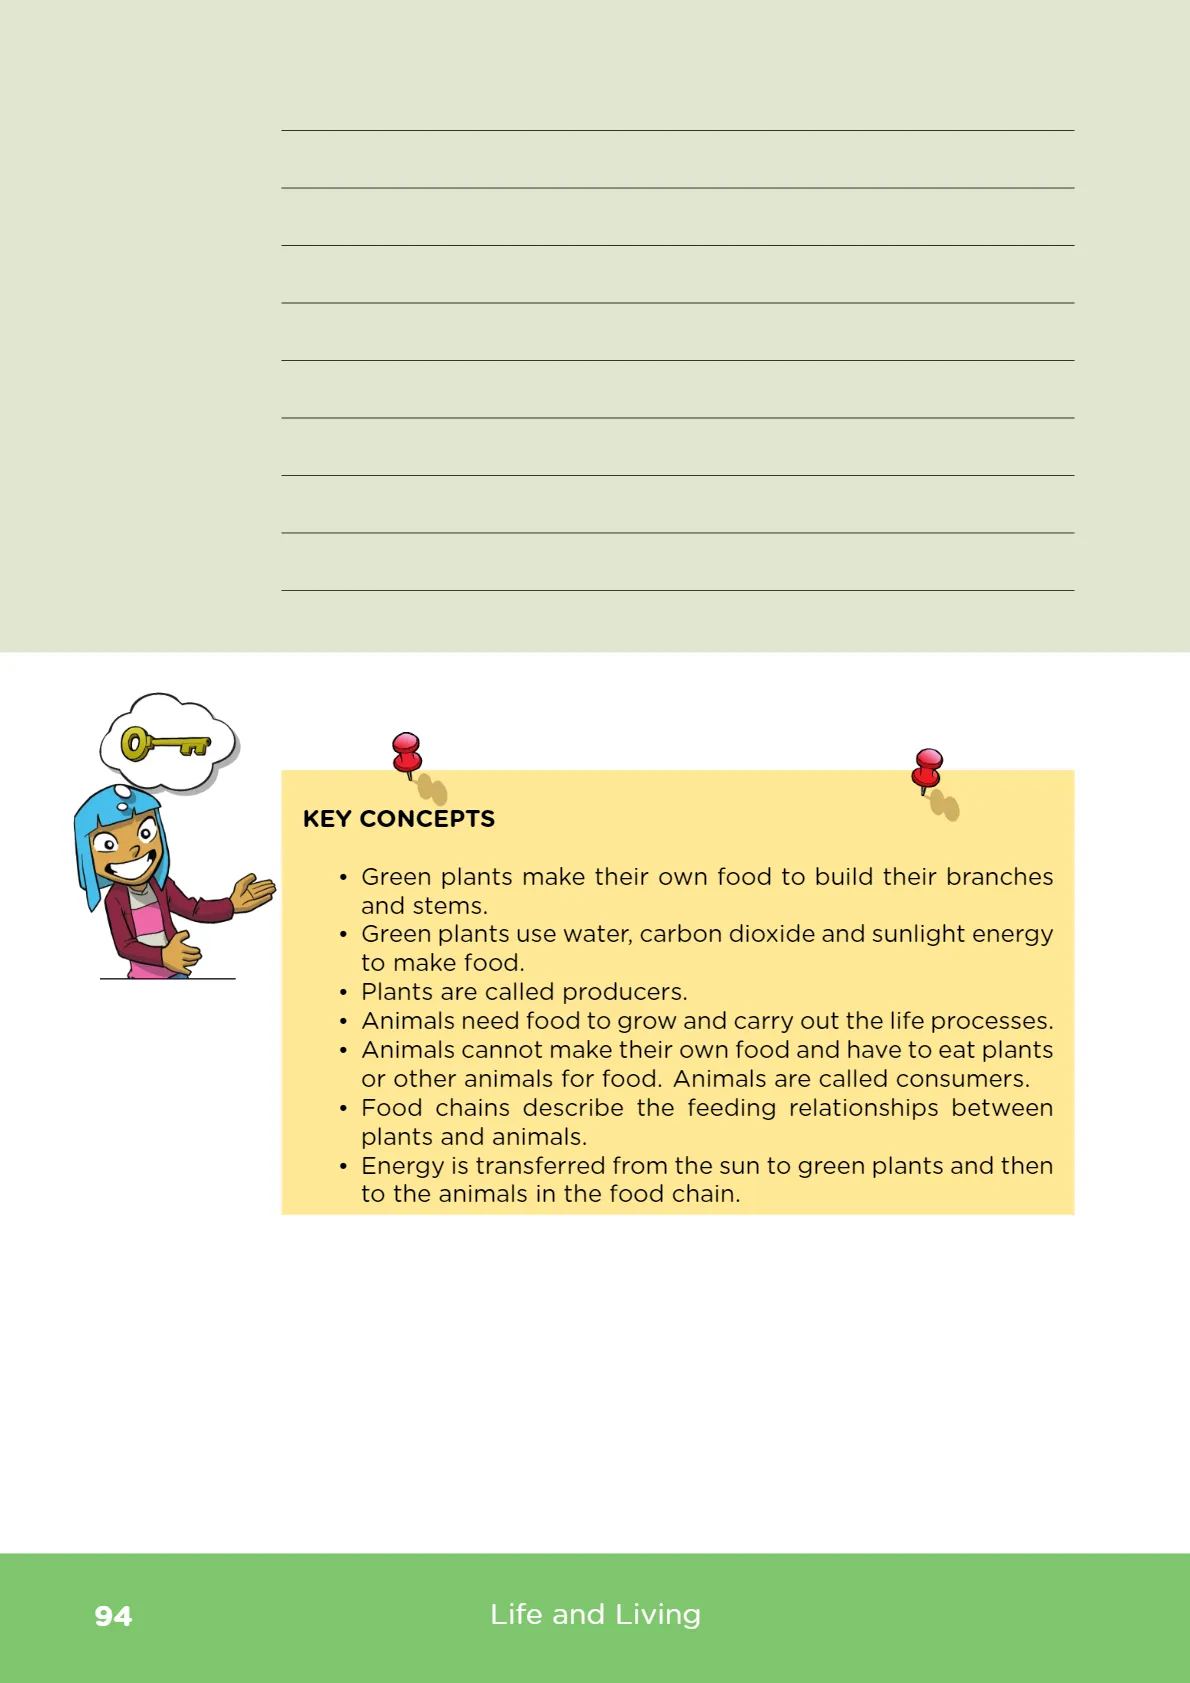 KEY CONCEPTS
• Green plants make their own food to build their branches
and stems.
• Green plants use water, carbon dioxide and sunlight energy
to make food.
• Plants are called producers.
• Animals need food to grow and carry out the life processes.
• Animals cannot make their own food and have to eat plants
or other animals for food. Animals are called consumers.
• Food chains describe the feeding relationships between
plants and animals.
• Energy is transferred from the sun to green plants and then
to the animals in the food chain.
94
Life and Living